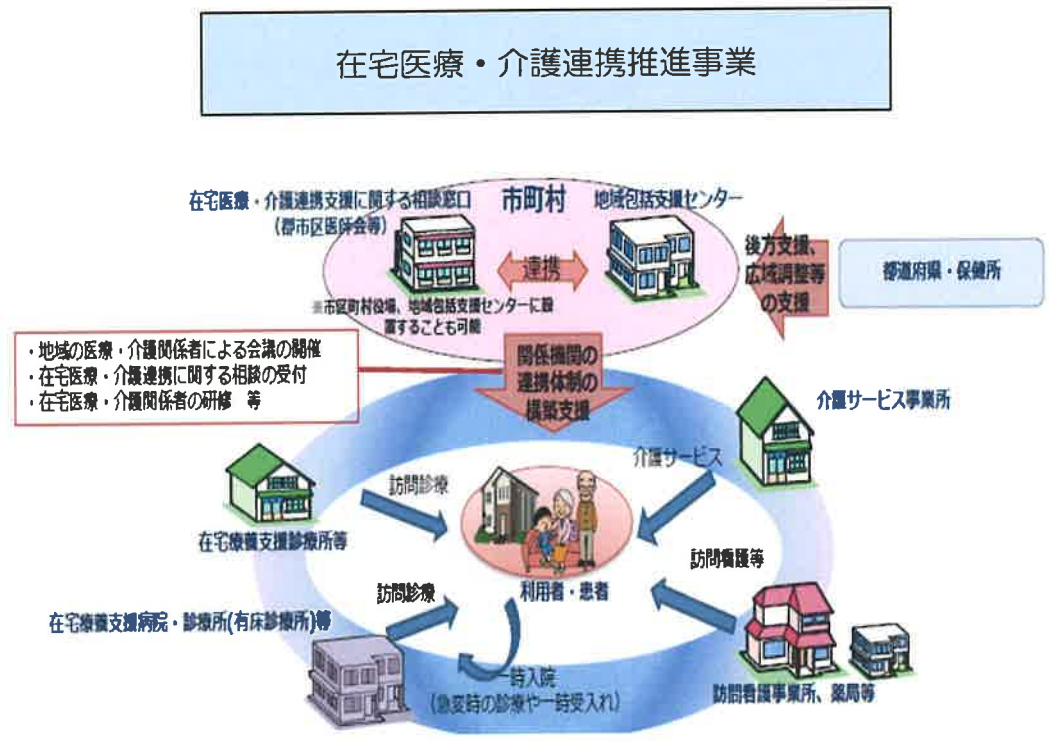 在宅医療・介護連携推進事業
在宅医療・介護連携支援に関する相談窓口
(郡市区医師会等)
市町村
地域包括支援センター
連携
※市区町村役場、地域包括支援センターに設
置することも可能
後方支援、
広域調整等
の支援
都道府県・保健所
・地域の医療・介護関係者による会議の開催
・在宅医療・介護連携に関する相談の受付
・在宅医療・介護関係者の研修 等
関係機関の
連携体制の
構築支援
介護サービス事業所
介護サービス
訪問診療
在宅療養支援診療所等
訪問看護等
利用者・患者
訪問診療
在宅療養支援病院・診療所(有床診療所)等
一時入院
(急変時の診療や一時受入れ)
訪問看護事業所、薬局等